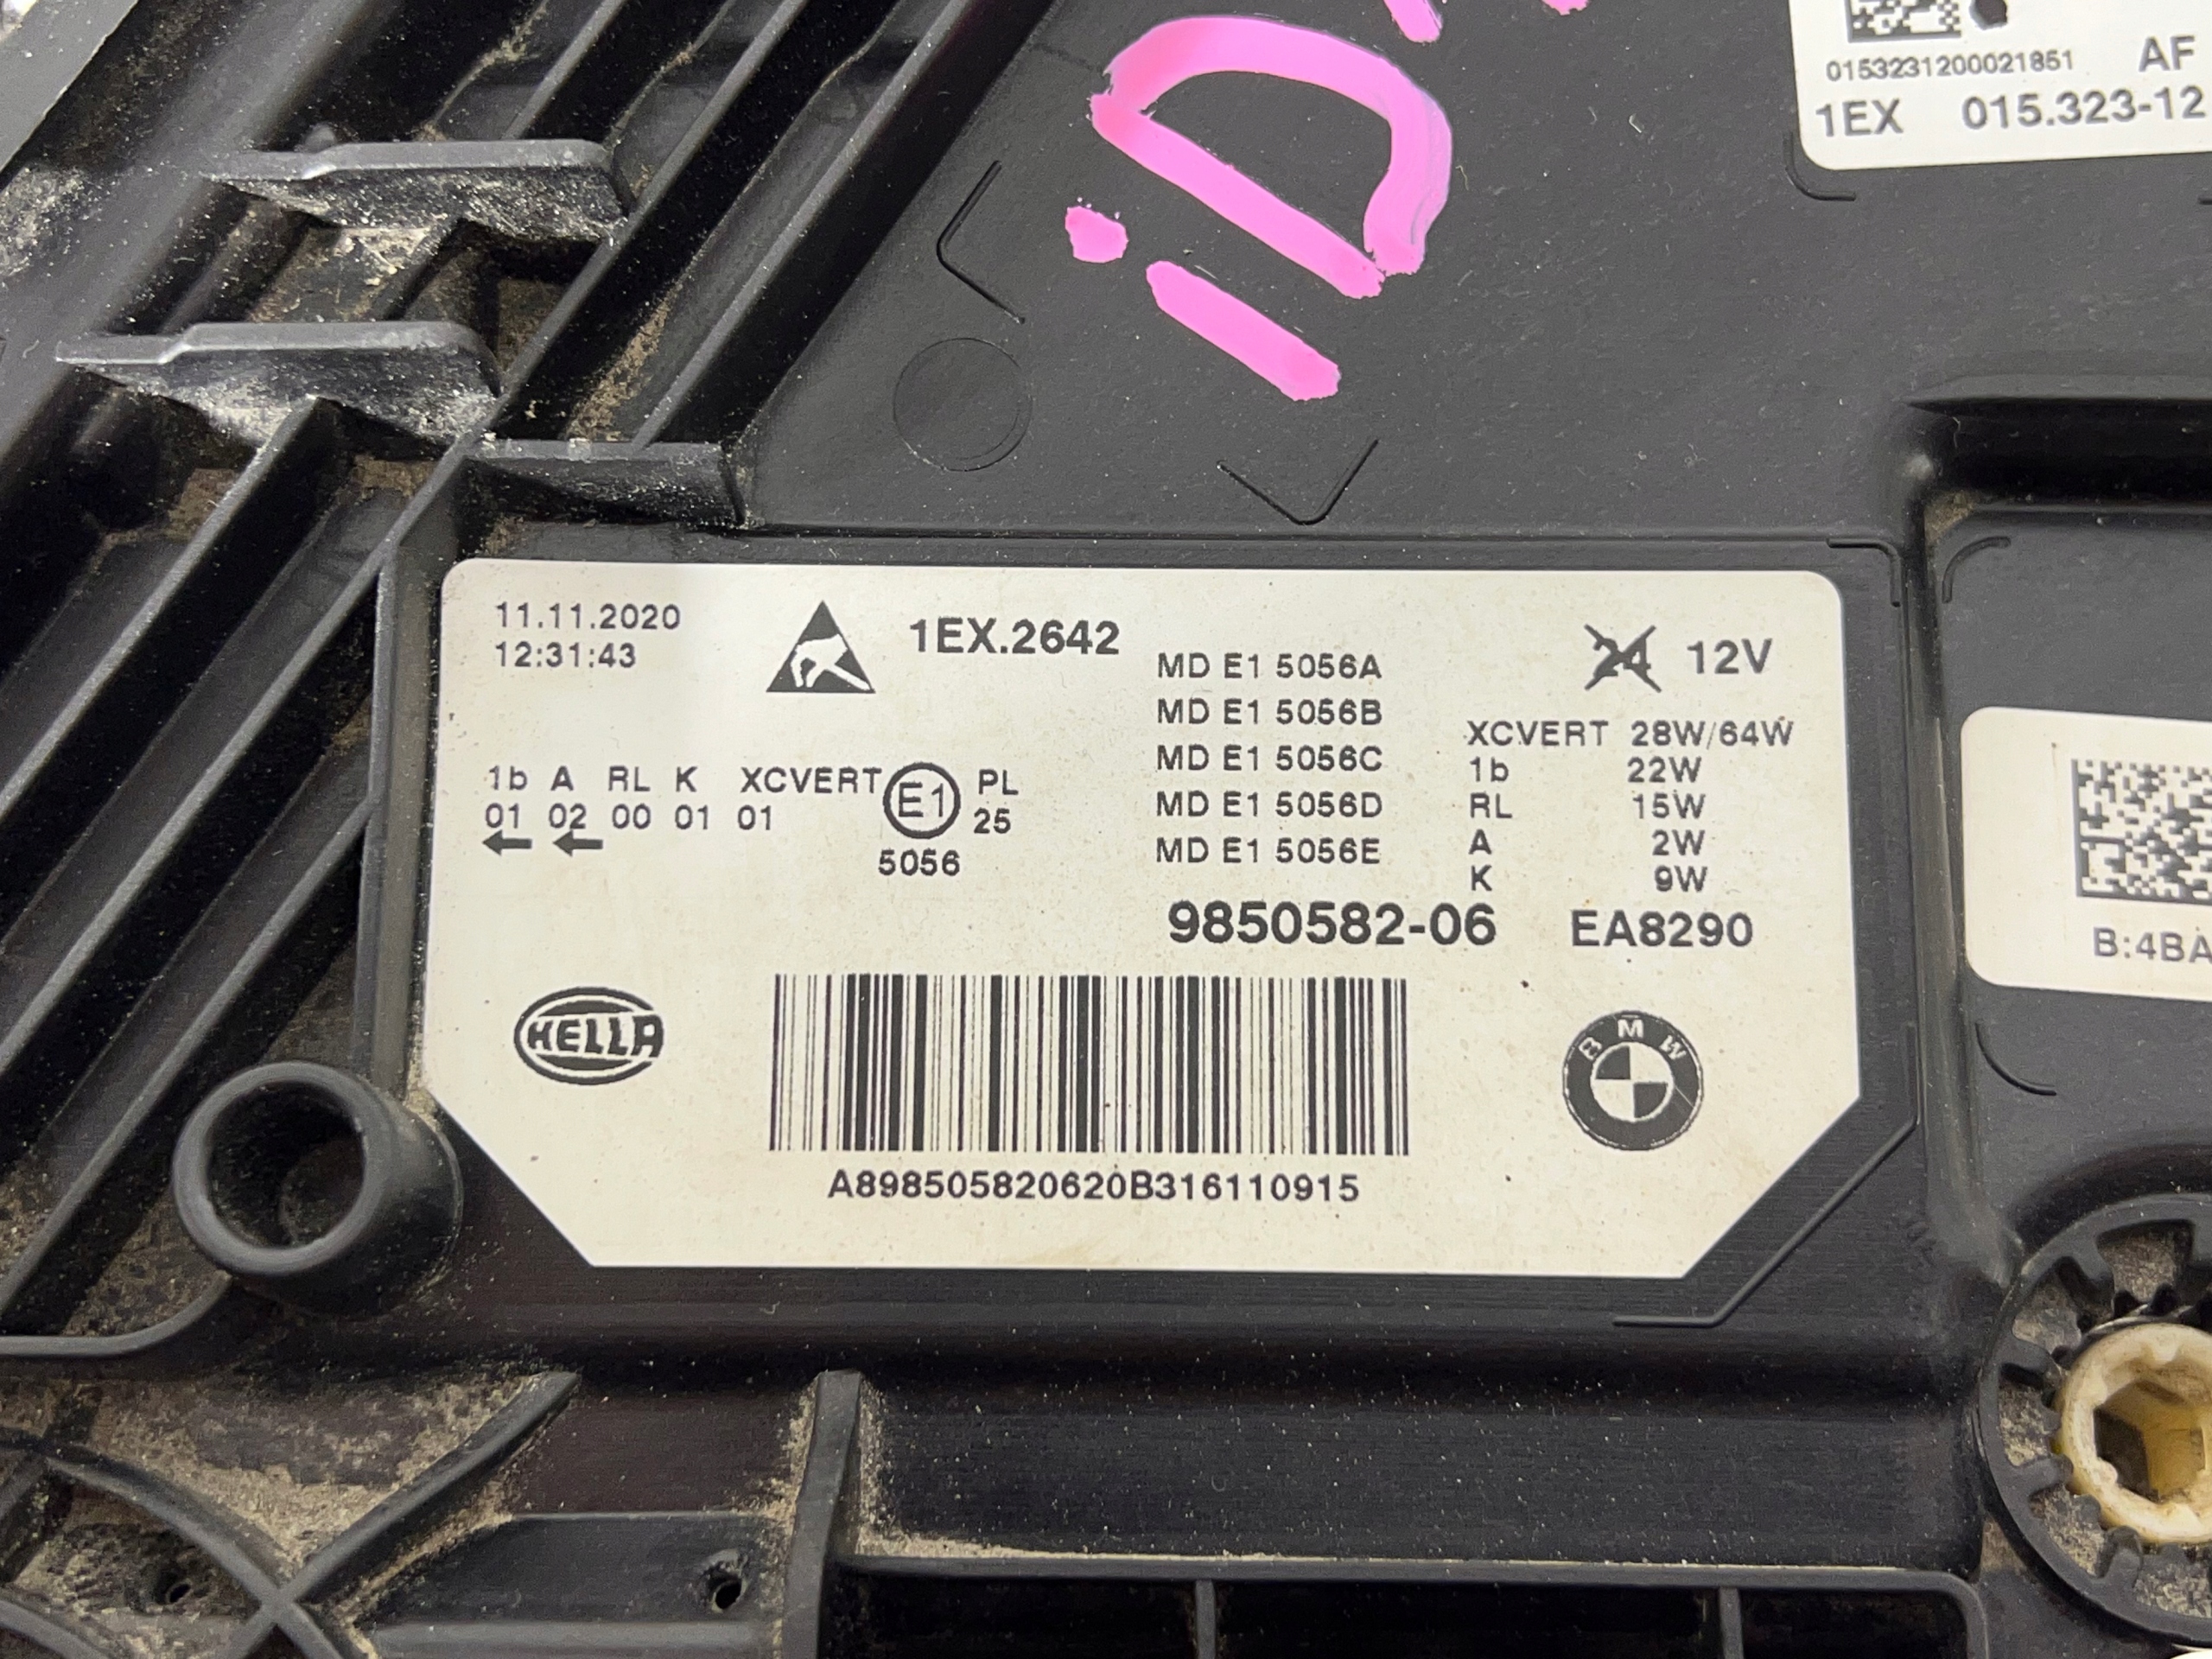 iD
0153231200021851 AF
1EX 015.323-12
11.11.2020
12:31:43
1EX.2642
MD E1 5056A
MD E1 5056B
MD E1 5056C
MD E1 5056D
MD E1 5056E
24 12V
XCVERT 28W/64W
1b 22W
RL 15W
A 2W
K 9W
1b A RL K XCVERT E1 PL
01 02 00 01 01 25
5056
9850582-06 EA8290
HELLA
BMW
A898505820620B316110915
B:4BA